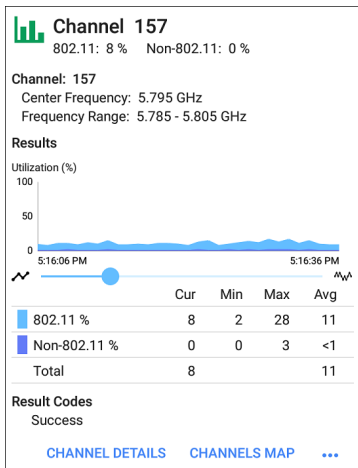 Channel 157
802.11: 8 % Non-802.11: 0 %
Channel: 157
Center Frequency: 5.795 GHz
Frequency Range: 5.785 - 5.805 GHz
Results
Utilization (%)
100
50
0
5:16:06 PM 5:16:36 PM
Cur Min Max Avg
802.11 % 8 2 28 11
Non-802.11 % 0 0 3 <1
Total 8 11
Result Codes
Success
CHANNEL DETAILS CHANNELS MAP